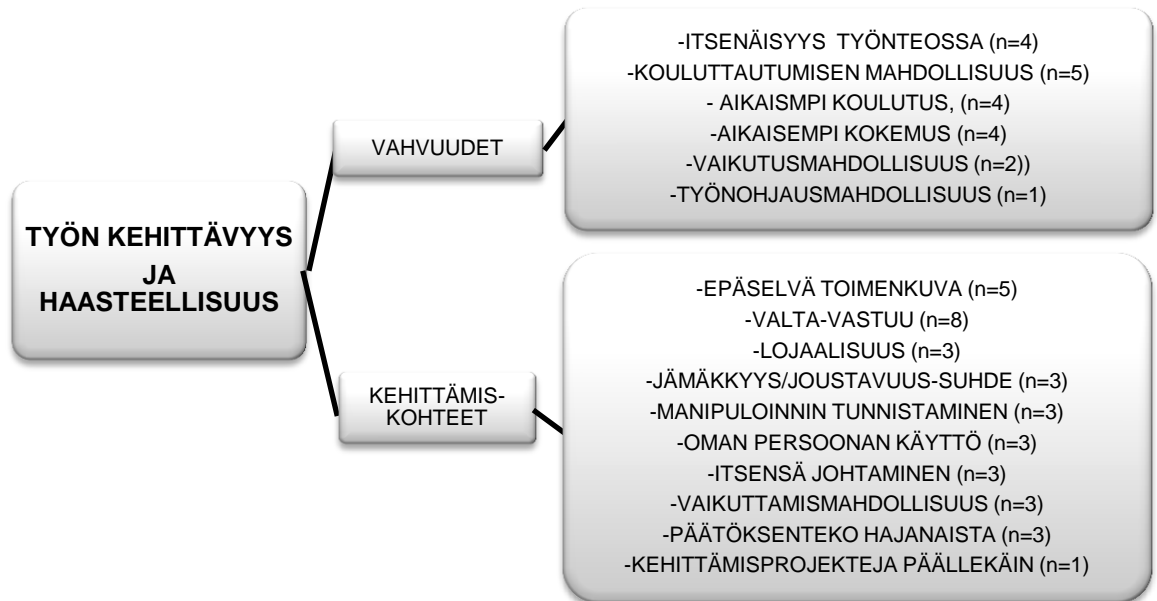 TYÖN KEHITTÄVYYS
JA
HAASTEELLISUUS
VAHVUUDET
-ITSENÄISYYS TYÖNTEOSSA (n=4)
-KOULUTTAUTUMISEN MAHDOLLISUUS (n=5)
- AIKAISMPI KOULUTUS, (n=4)
-AIKAISEMPI KOKEMUS (n=4)
-VAIKUTUSMAHDOLLISUUS (n=2))
-TYÖNOHJAUSMAHDOLLISUUS (n=1)
KEHITTÄMIS-
KOHTEET
-EPÄSELVÄ TOIMENKUVA (n=5)
-VALTA-VASTUU (n=8)
-LOJAALISUUS (n=3)
-JÄMÄKKYYS/JOUSTAVUUS-SUHDE (n=3)
-MANIPULOINNIN TUNNISTAMINEN (n=3)
-OMAN PERSOONAN KÄYTTÖ (n=3)
-ITSENSÄ JOHTAMINEN (n=3)
-VAIKUTTAMISMAHDOLLISUUS (n=3)
-PÄÄTÖKSENTEKO HAJANAISTA (n=3)
-KEHITTÄMISPROJEKTEJA PÄÄLLEKÄIN (n=1)